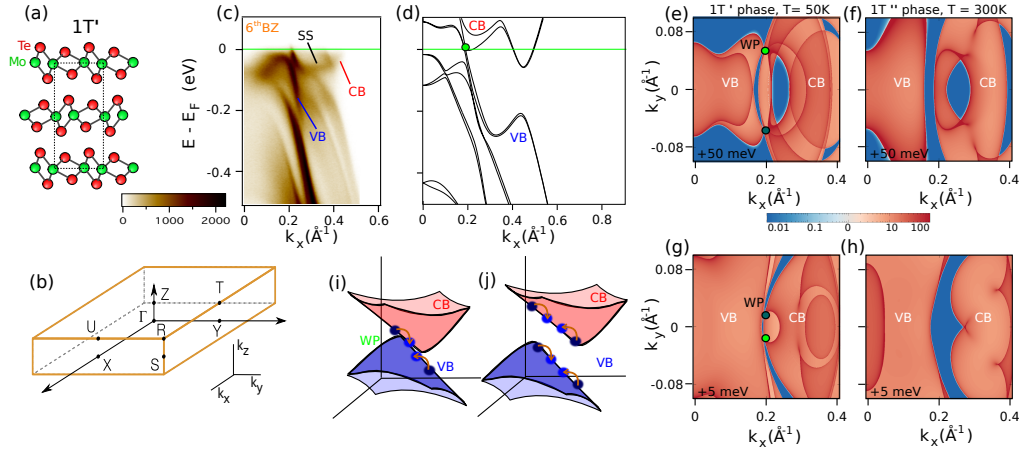 (a)
1T'
Te
Mo
0
1000
2000
(b)
Z
T
Γ
U
R
Y
X
S
k_z
k_x
k_y
(c)
6thBZ
SS
CB
VB
E - E_F (eV)
0
-0.2
-0.4
0
0.2
0.4
0.6
k_x(Å-1)
(d)
CB
VB
0
0.2
0.4
0.6
0.8
k_x(Å-1)
(i)
CB
WP
VB
(j)
CB
VB
(e)
1T ' phase, T= 50K
WP
VB
CB
+50 meV
k_y(Å-1)
0.08
0
-0.08
0
0.2
0.4
k_x(Å-1)
(f)
1T '' phase, T = 300K
VB
CB
+50 meV
0
0.2
0.4
k_x(Å-1)
0.01
0.1
0
10
100
(g)
WP
VB
CB
+5 meV
k_y(Å-1)
0.08
0
-0.08
0
0.2
0.4
k_x(Å-1)
(h)
VB
CB
+5 meV
0
0.2
0.4
k_x(Å-1)